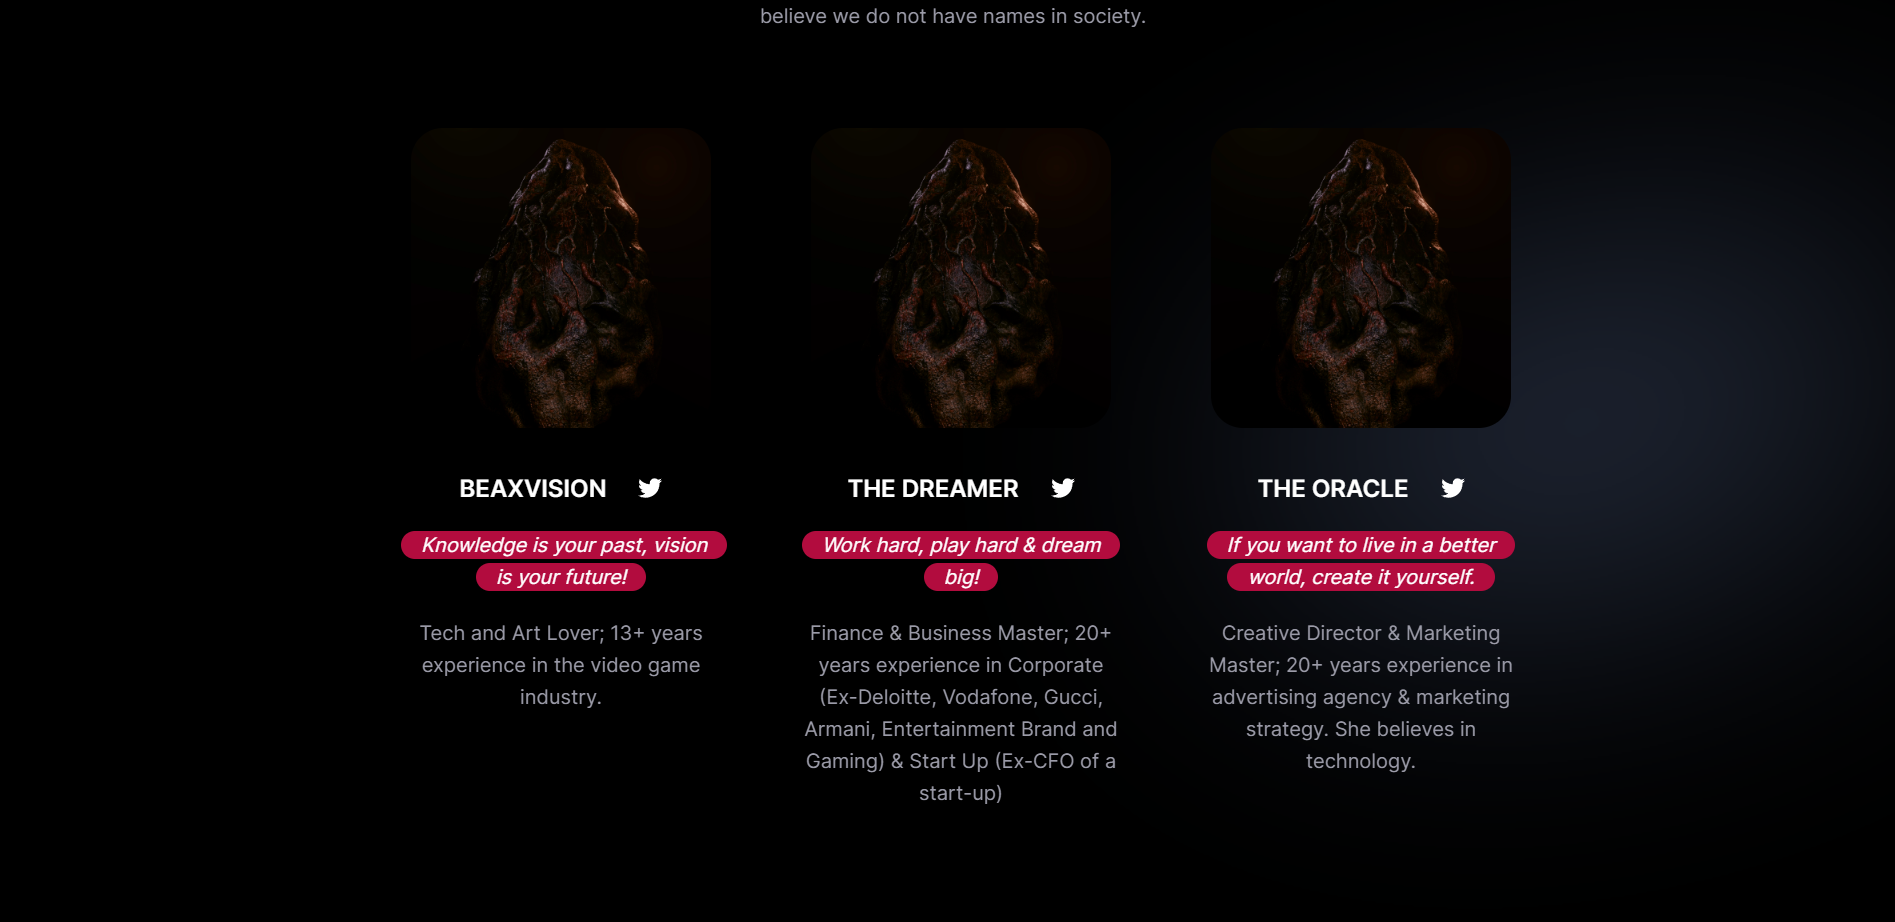 believe we do not have names in society.
BEAXVISION
Knowledge is your past, vision
is your future!
Tech and Art Lover; 13+ years
experience in the video game
industry.
THE DREAMER
Work hard, play hard & dream
big!
Finance & Business Master; 20+
years experience in Corporate
(Ex-Deloitte, Vodafone, Gucci,
Armani, Entertainment Brand and
Gaming) & Start Up (Ex-CFO of a
start-up)
THE ORACLE
If you want to live in a better
world, create it yourself.
Creative Director & Marketing
Master; 20+ years experience in
advertising agency & marketing
strategy. She believes in
technology.